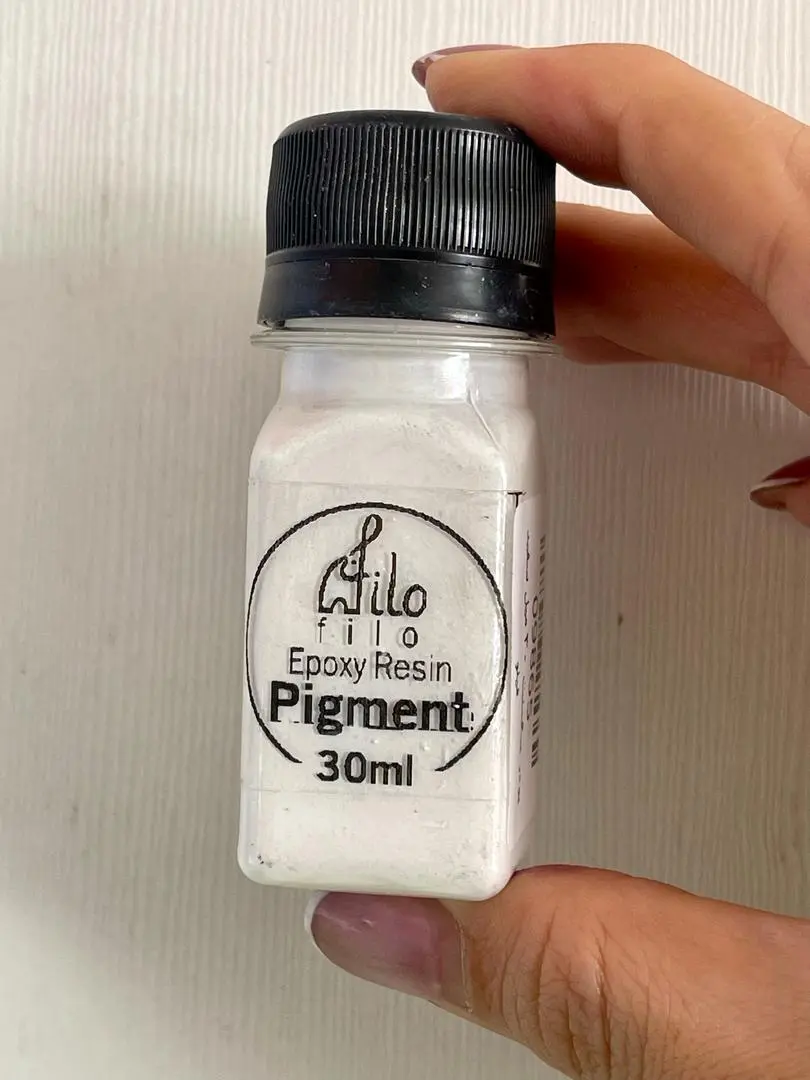 filo
filo
Epoxy Resin
Pigment
30ml